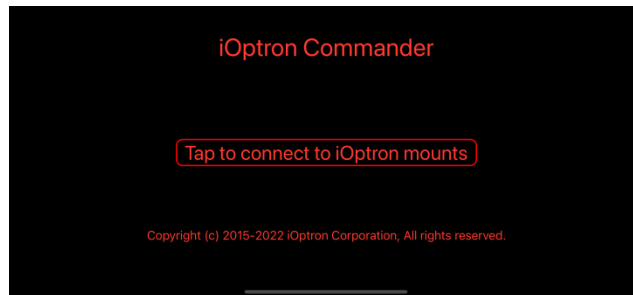 iOptron Commander
Tap to connect to iOptron mounts
Copyright (c) 2015-2022 iOptron Corporation, All rights reserved.